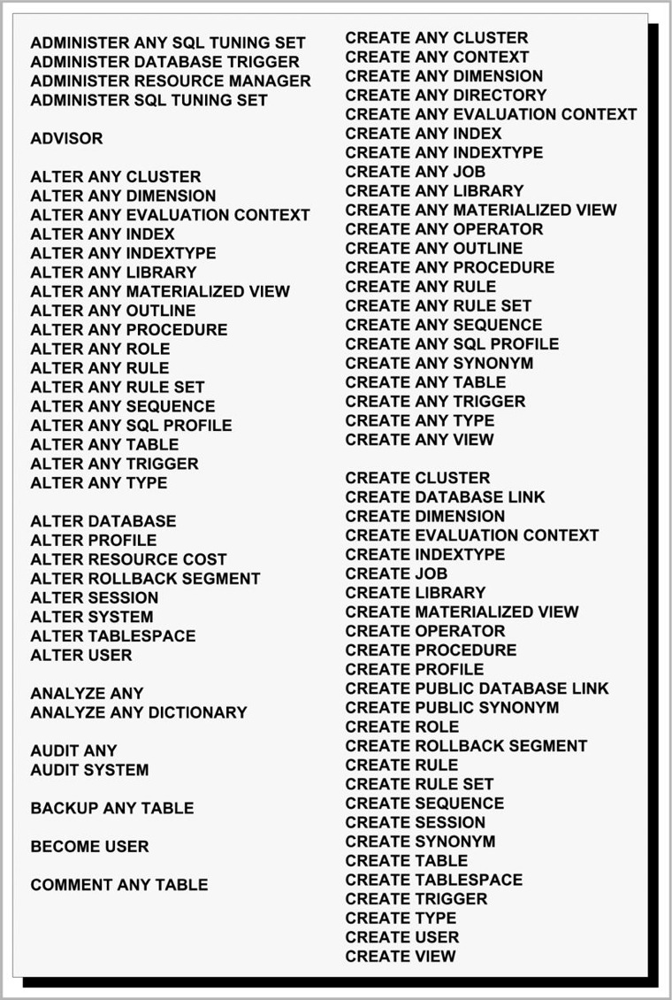 ADMINISTER ANY SQL TUNING SET
ADMINISTER DATABASE TRIGGER
ADMINISTER RESOURCE MANAGER
ADMINISTER SQL TUNING SET
ADVISOR
ALTER ANY CLUSTER
ALTER ANY DIMENSION
ALTER ANY EVALUATION CONTEXT
ALTER ANY INDEX
ALTER ANY INDEXTYPE
ALTER ANY LIBRARY
ALTER ANY MATERIALIZED VIEW
ALTER ANY OUTLINE
ALTER ANY PROCEDURE
ALTER ANY ROLE
ALTER ANY RULE
ALTER ANY RULE SET
ALTER ANY SEQUENCE
ALTER ANY SQL PROFILE
ALTER ANY TABLE
ALTER ANY TRIGGER
ALTER ANY TYPE
ALTER DATABASE
ALTER PROFILE
ALTER RESOURCE COST
ALTER ROLLBACK SEGMENT
ALTER SESSION
ALTER SYSTEM
ALTER TABLESPACE
ALTER USER
ANALYZE ANY
ANALYZE ANY DICTIONARY
AUDIT ANY
AUDIT SYSTEM
BACKUP ANY TABLE
BECOME USER
COMMENT ANY TABLE
CREATE ANY CLUSTER
CREATE ANY CONTEXT
CREATE ANY DIMENSION
CREATE ANY DIRECTORY
CREATE ANY EVALUATION CONTEXT
CREATE ANY INDEX
CREATE ANY INDEXTYPE
CREATE ANY JOB
CREATE ANY LIBRARY
CREATE ANY MATERIALIZED VIEW
CREATE ANY OPERATOR
CREATE ANY OUTLINE
CREATE ANY PROCEDURE
CREATE ANY RULE
CREATE ANY RULE SET
CREATE ANY SEQUENCE
CREATE ANY SQL PROFILE
CREATE ANY SYNONYM
CREATE ANY TABLE
CREATE ANY TRIGGER
CREATE ANY TYPE
CREATE ANY VIEW
CREATE CLUSTER
CREATE DATABASE LINK
CREATE DIMENSION
CREATE EVALUATION CONTEXT
CREATE INDEXTYPE
CREATE JOB
CREATE LIBRARY
CREATE MATERIALIZED VIEW
CREATE OPERATOR
CREATE PROCEDURE
CREATE PROFILE
CREATE PUBLIC DATABASE LINK
CREATE PUBLIC SYNONYM
CREATE ROLE
CREATE ROLLBACK SEGMENT
CREATE RULE
CREATE RULE SET
CREATE SEQUENCE
CREATE SESSION
CREATE SYNONYM
CREATE TABLE
CREATE TABLESPACE
CREATE TRIGGER
CREATE TYPE
CREATE USER
CREATE VIEW